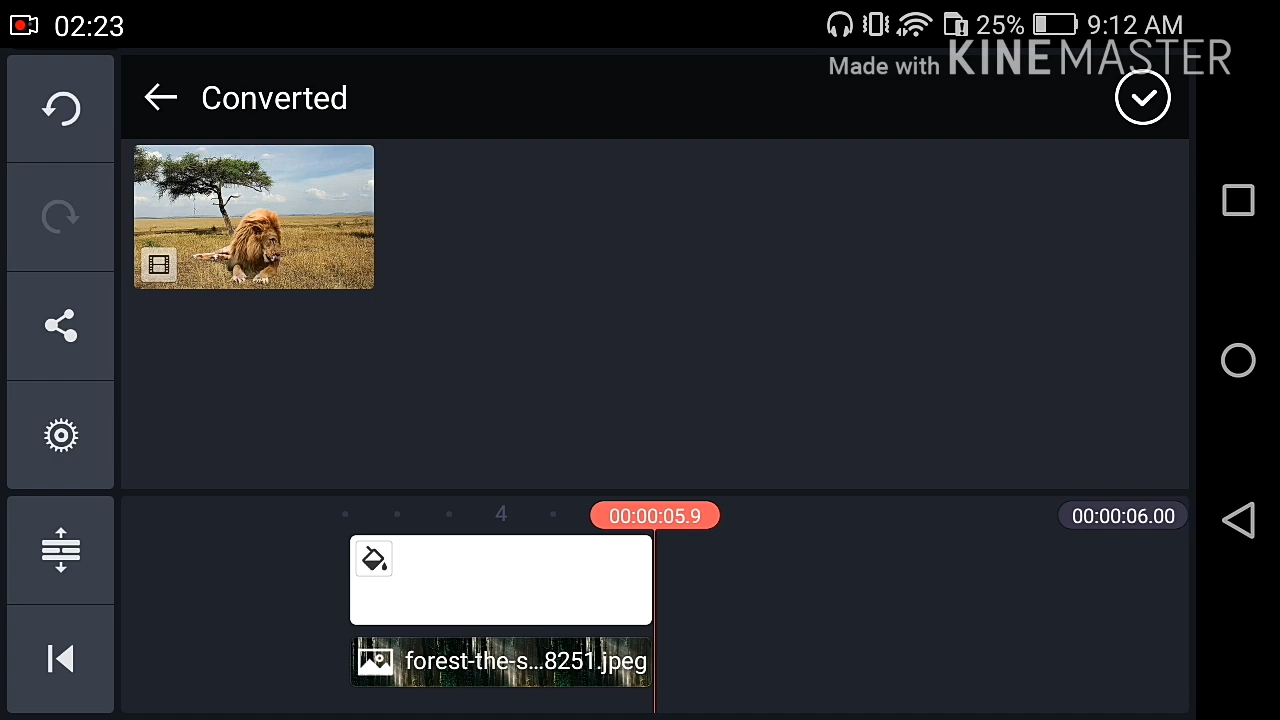 02:23
25% 9:12 AM
Made with KINEMASTER
Converted
4
00:00:05.9
00:00:06.00
forest-the-s...8251.jpeg